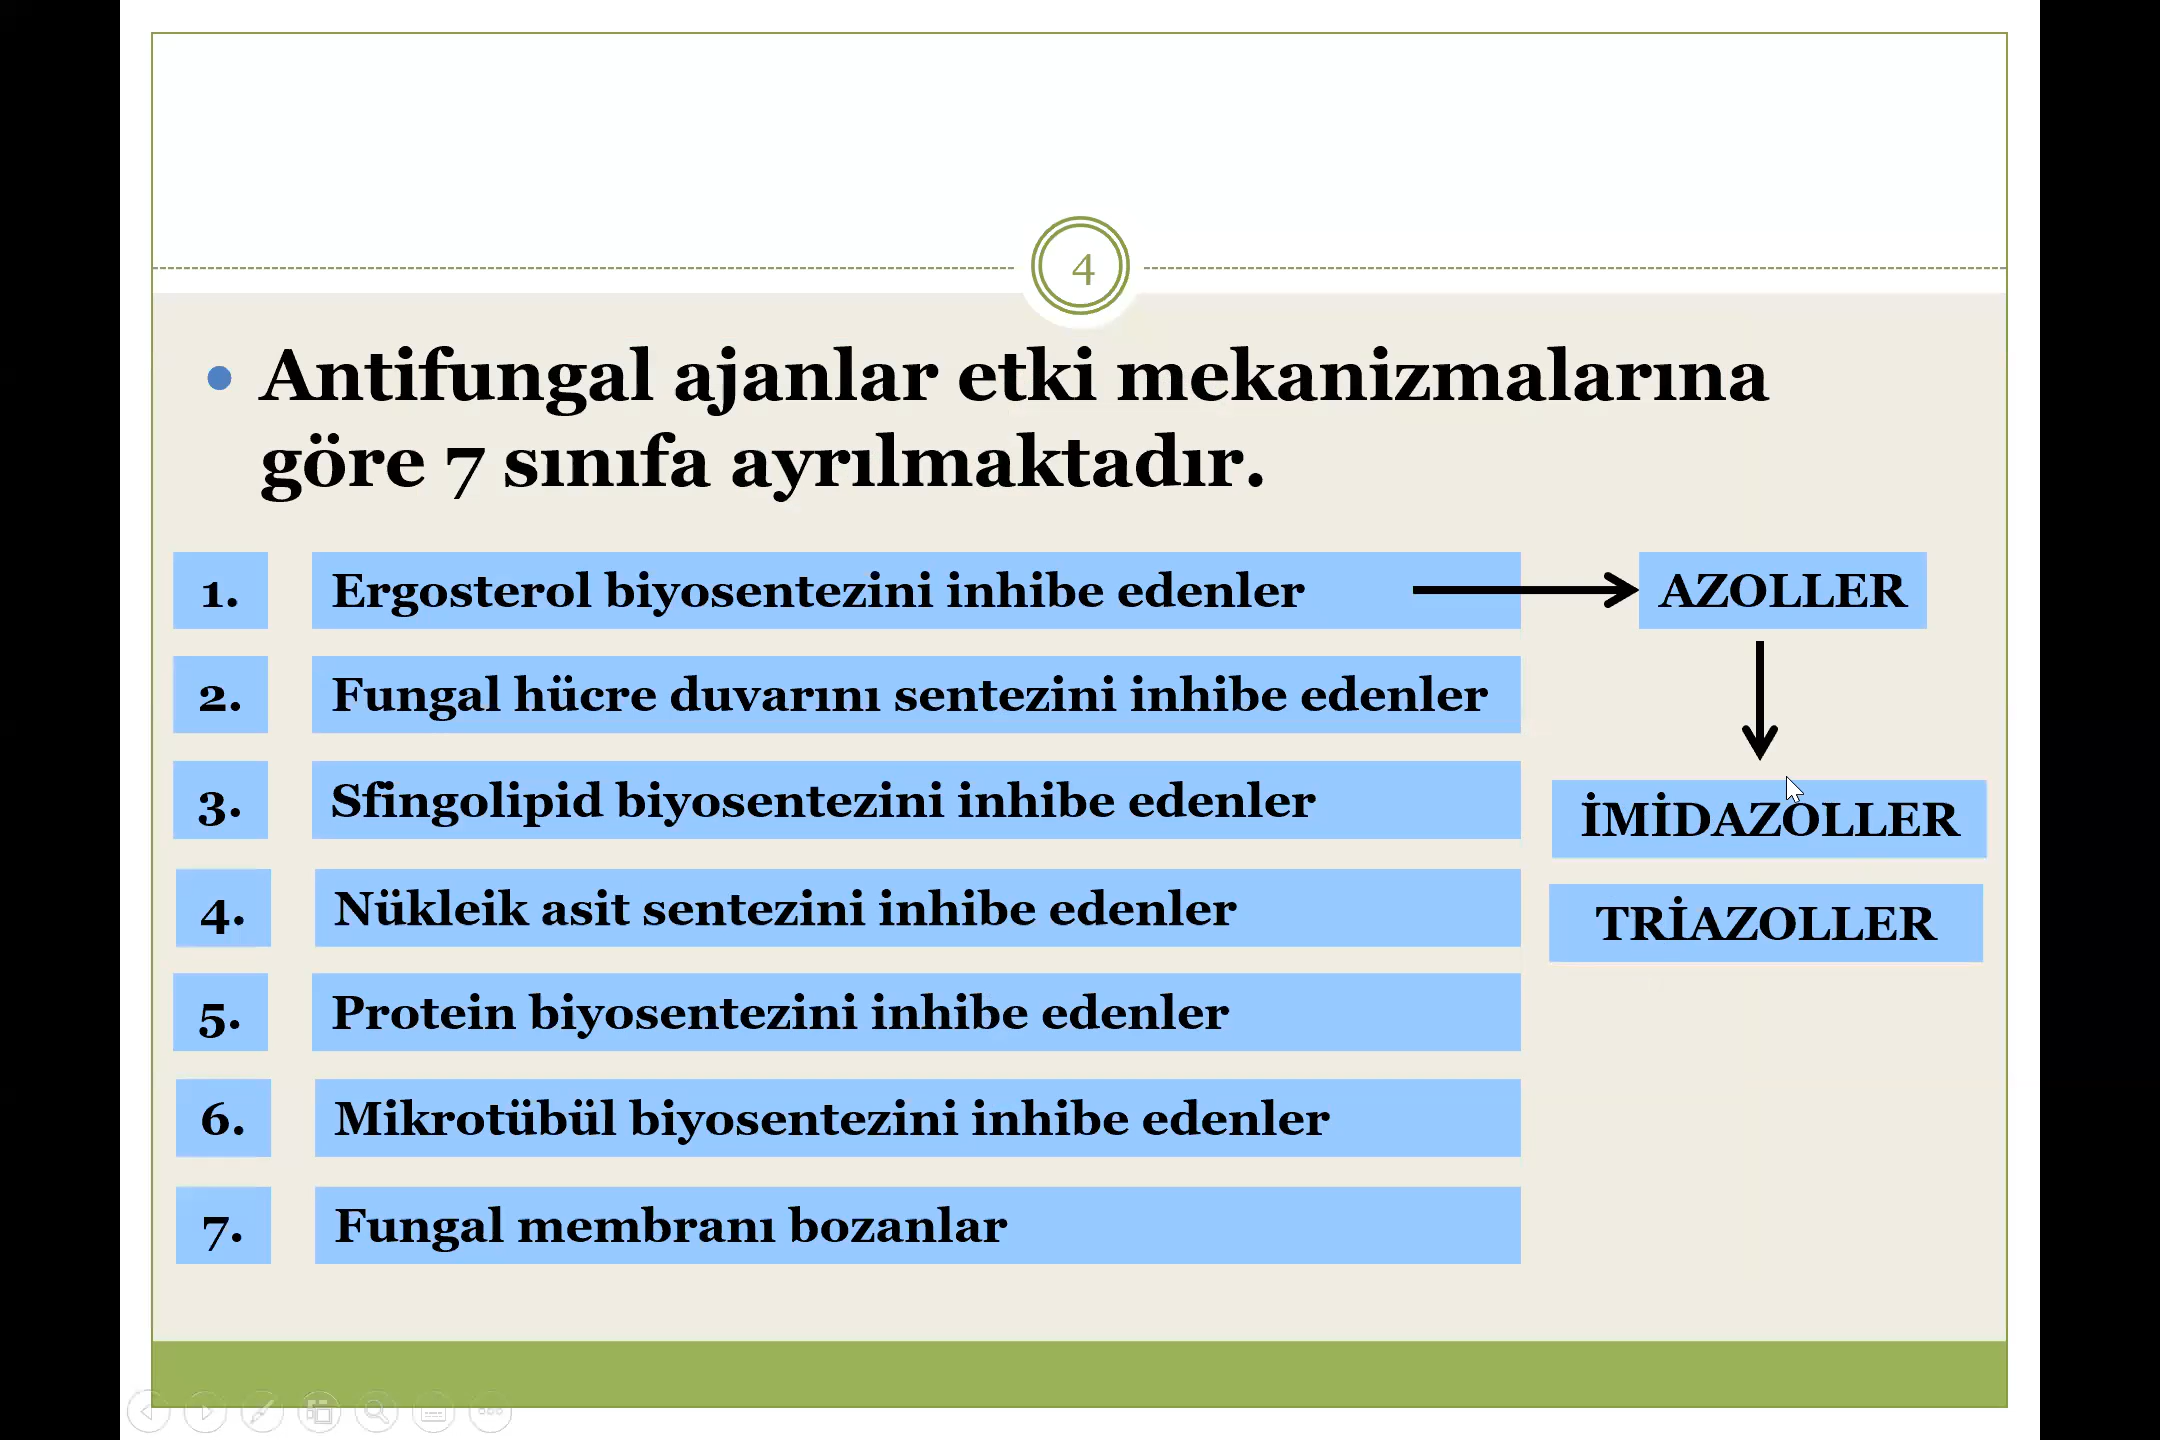 4
• Antifungal ajanlar etki mekanizmalarına
göre 7 sınıfa ayrılmaktadır.
1. Ergosterol biyosentezini inhibe edenler
AZOLLER
2. Fungal hücre duvarını sentezini inhibe edenler
3. Sfingolipid biyosentezini inhibe edenler
İMİDAZOLLER
4. Nükleik asit sentezini inhibe edenler
TRİAZOLLER
5. Protein biyosentezini inhibe edenler
6. Mikrotübül biyosentezini inhibe edenler
7. Fungal membranı bozanlar